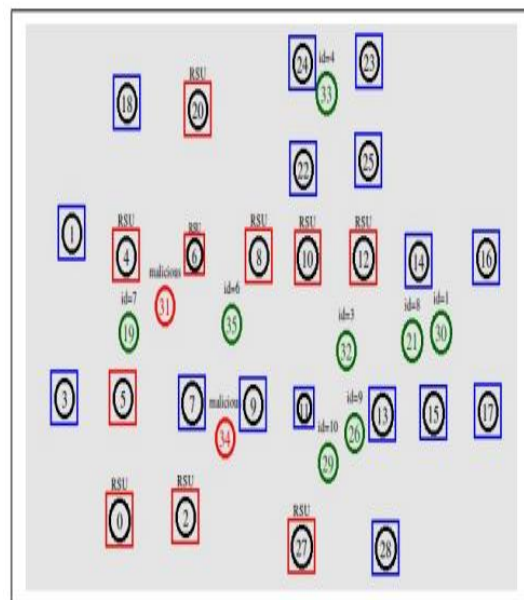 id=4
24 23
RSU 33
18 20
22 25
RSU RSU RSU RSU RSU
1 4 6 8 10 12 14 16
malicious
id=7 31 id=6 id=8 id=1
19 35 id=3 21 30
32
3 5 7 malicious 9 11 id=9 13 15 17
34 id=10 26
29
RSU RSU RSU
0 2 27 28